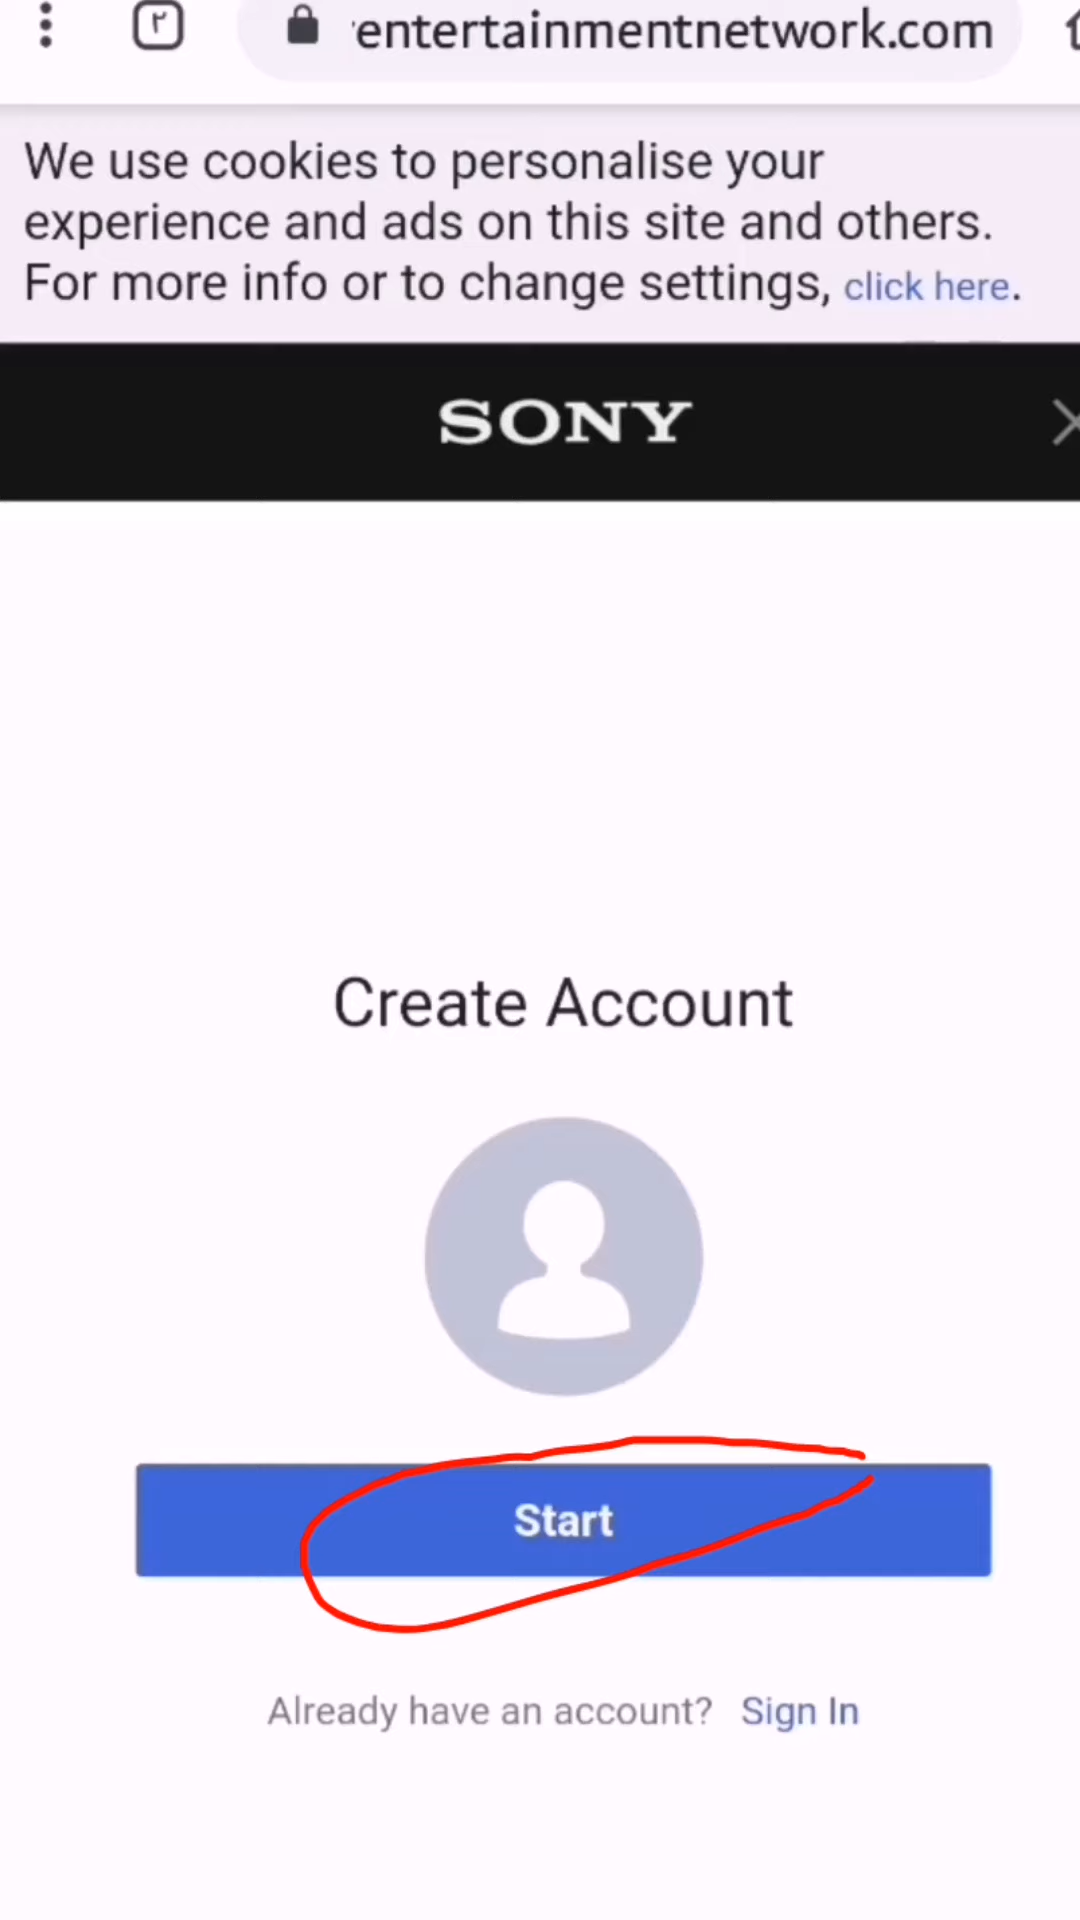 ٢
entertainmentnetwork.com
We use cookies to personalise your
experience and ads on this site and others.
For more info or to change settings, click here.
SONY
Create Account
Start
Already have an account? Sign In